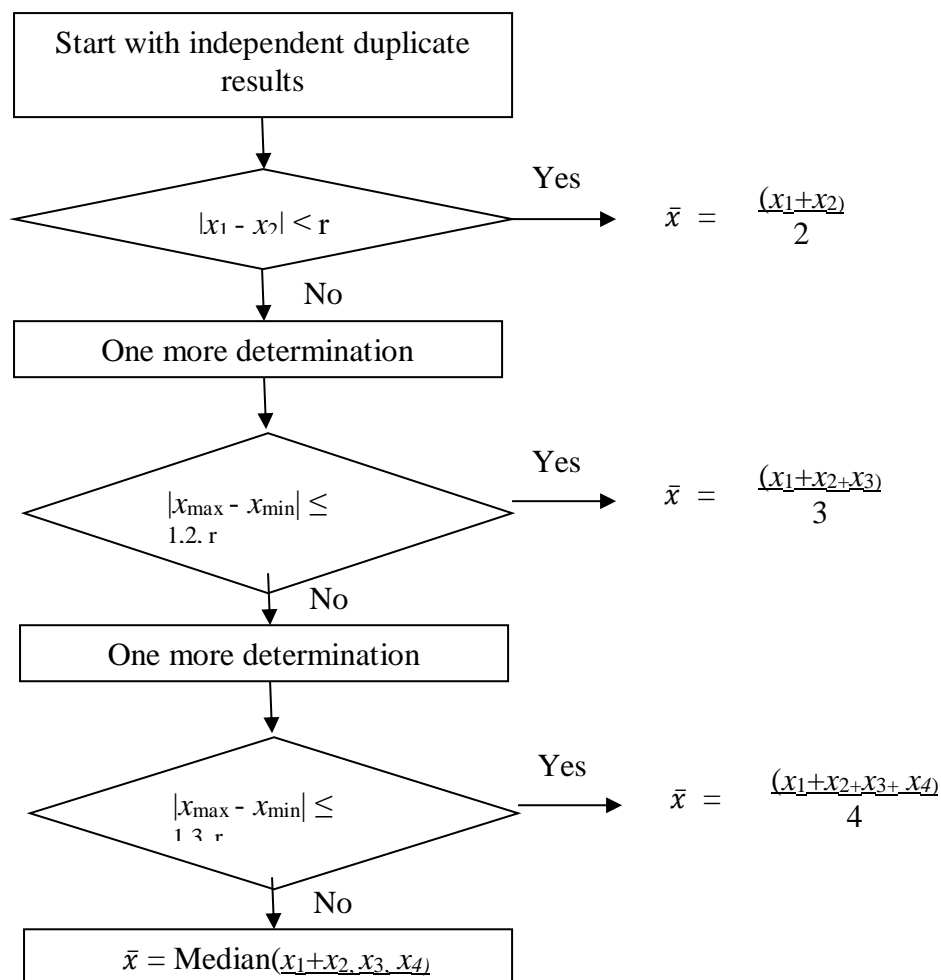 Start with independent duplicate
results
Yes
|x₁ - x₂| < r
x̄ = (x₁+x₂)
2
No
One more determination
Yes
|xmax - xmin| ≤
1,2, r
x̄ = (x₁+x₂+x₃)
3
No
One more determination
Yes
|xmax - xmin| ≤
1,3, r
x̄ = (x₁+x₂+x₃+ x₄)
4
No
x̄ = Median(x₁+x₂, x₃, x₄)